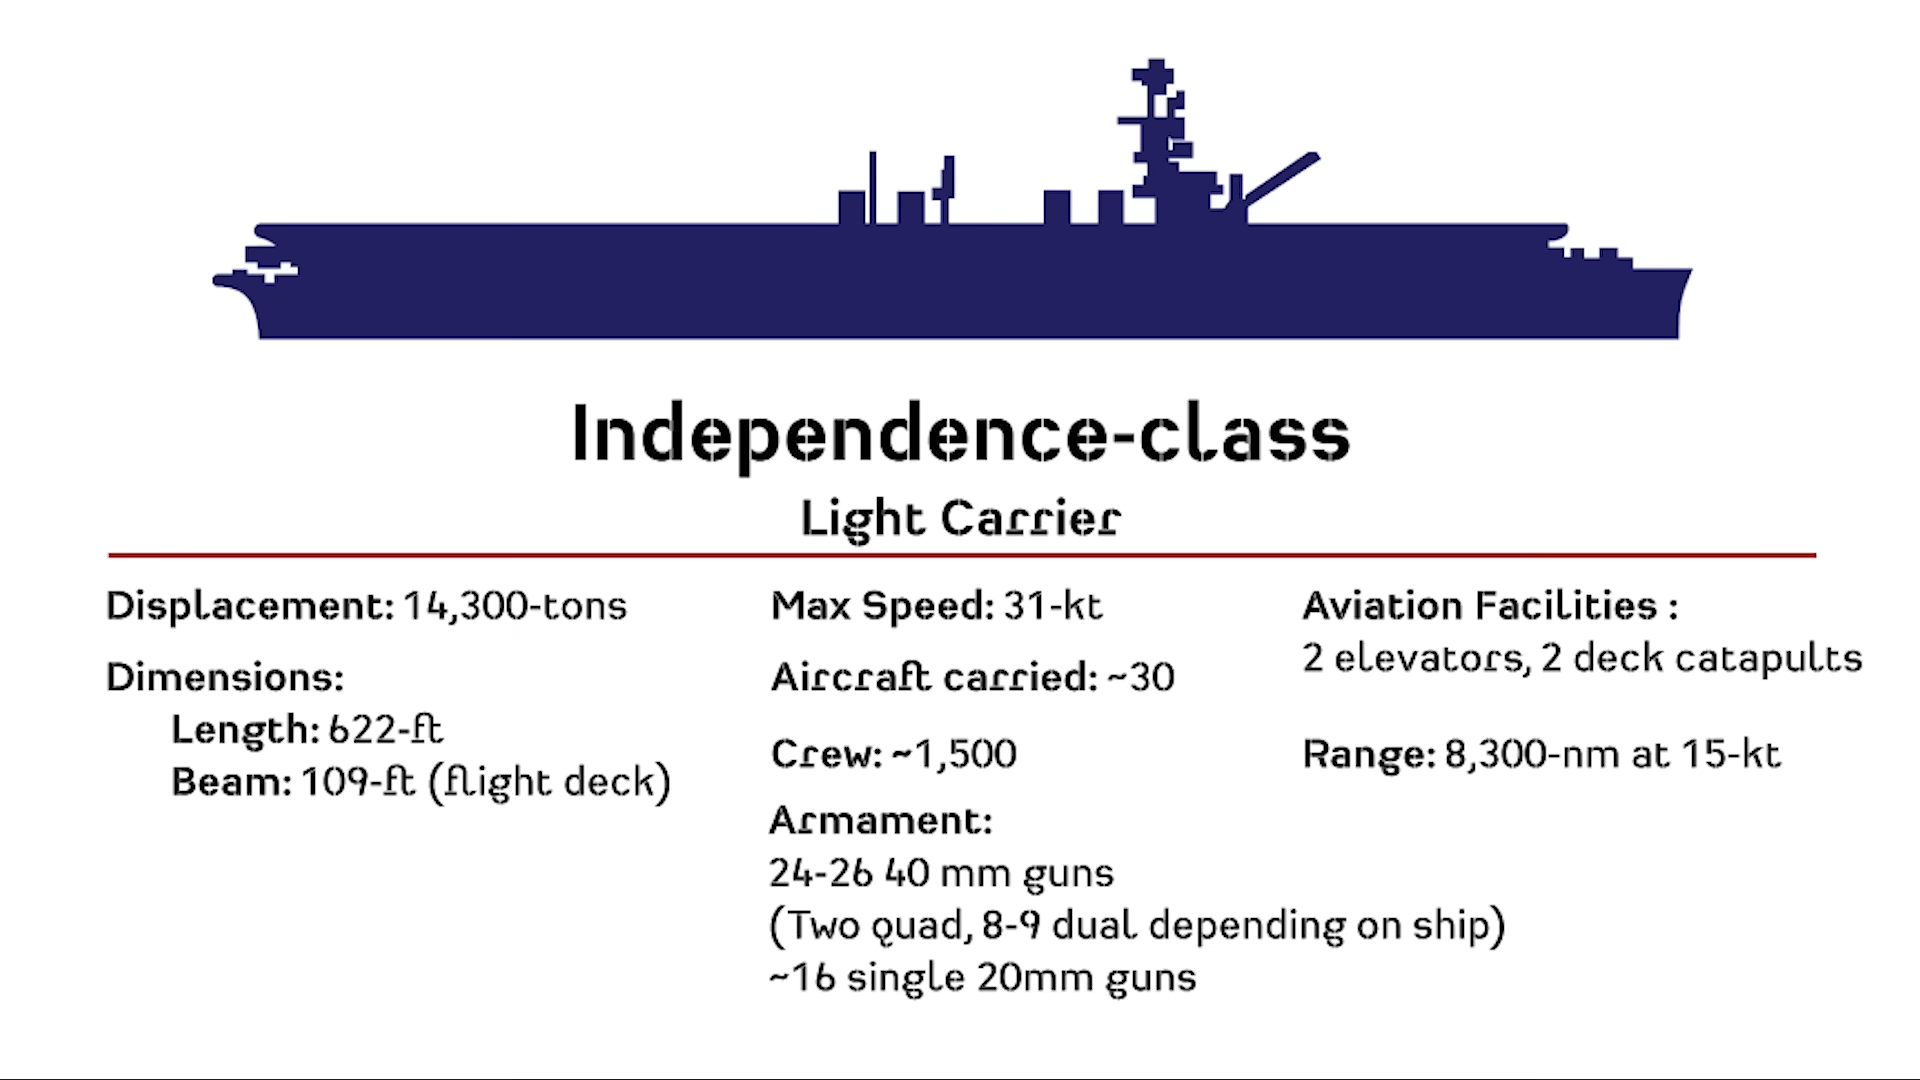 Independence-class
Light Carrier
Displacement: 14,300-tons
Dimensions:
Length: 622-ft
Beam: 109-ft (flight deck)
Max Speed: 31-kt
Aircraft carried: ~30
Crew: ~1,500
Armament:
24-26 40 mm guns
(Two quad, 8-9 dual depending on ship)
~16 single 20mm guns
Aviation Facilities :
2 elevators, 2 deck catapults
Range: 8,300-nm at 15-kt